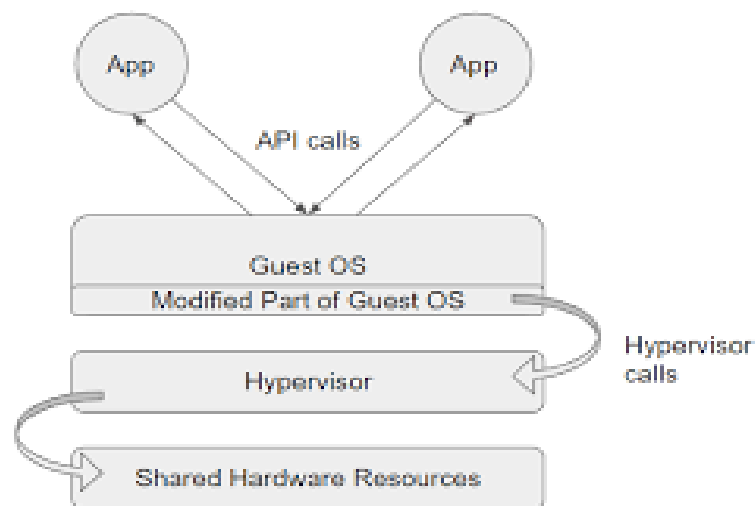 App
App
API calls
Guest OS
Modified Part of Guest OS
Hypervisor
calls
Hypervisor
Shared Hardware Resources